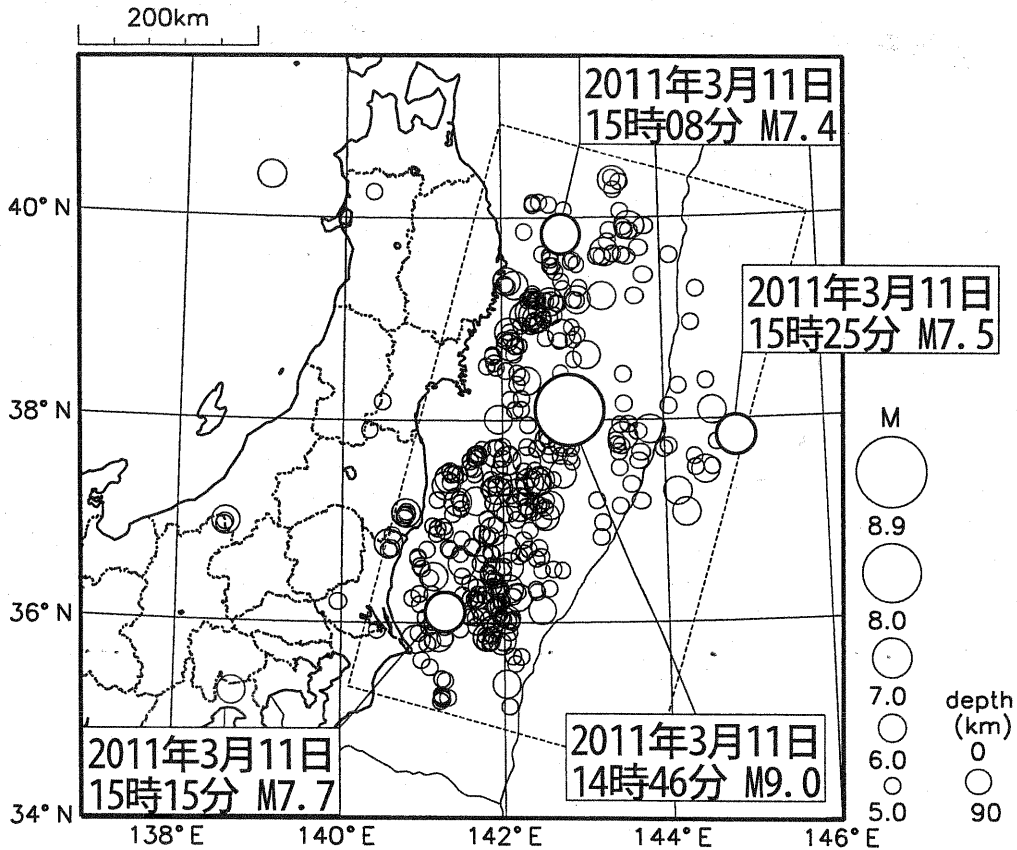 200km
2011年3月11日
15時08分 M7.4
40°N
2011年3月11日
15時25分 M7.5
38°N
M
8.9
36°N
8.0
7.0
depth
(km)
2011年3月11日
15時15分 M7.7
2011年3月11日
14時46分 M9.0
6.0
0
5.0
90
34°N
138°E
140°E
142°E
144°E
146°E